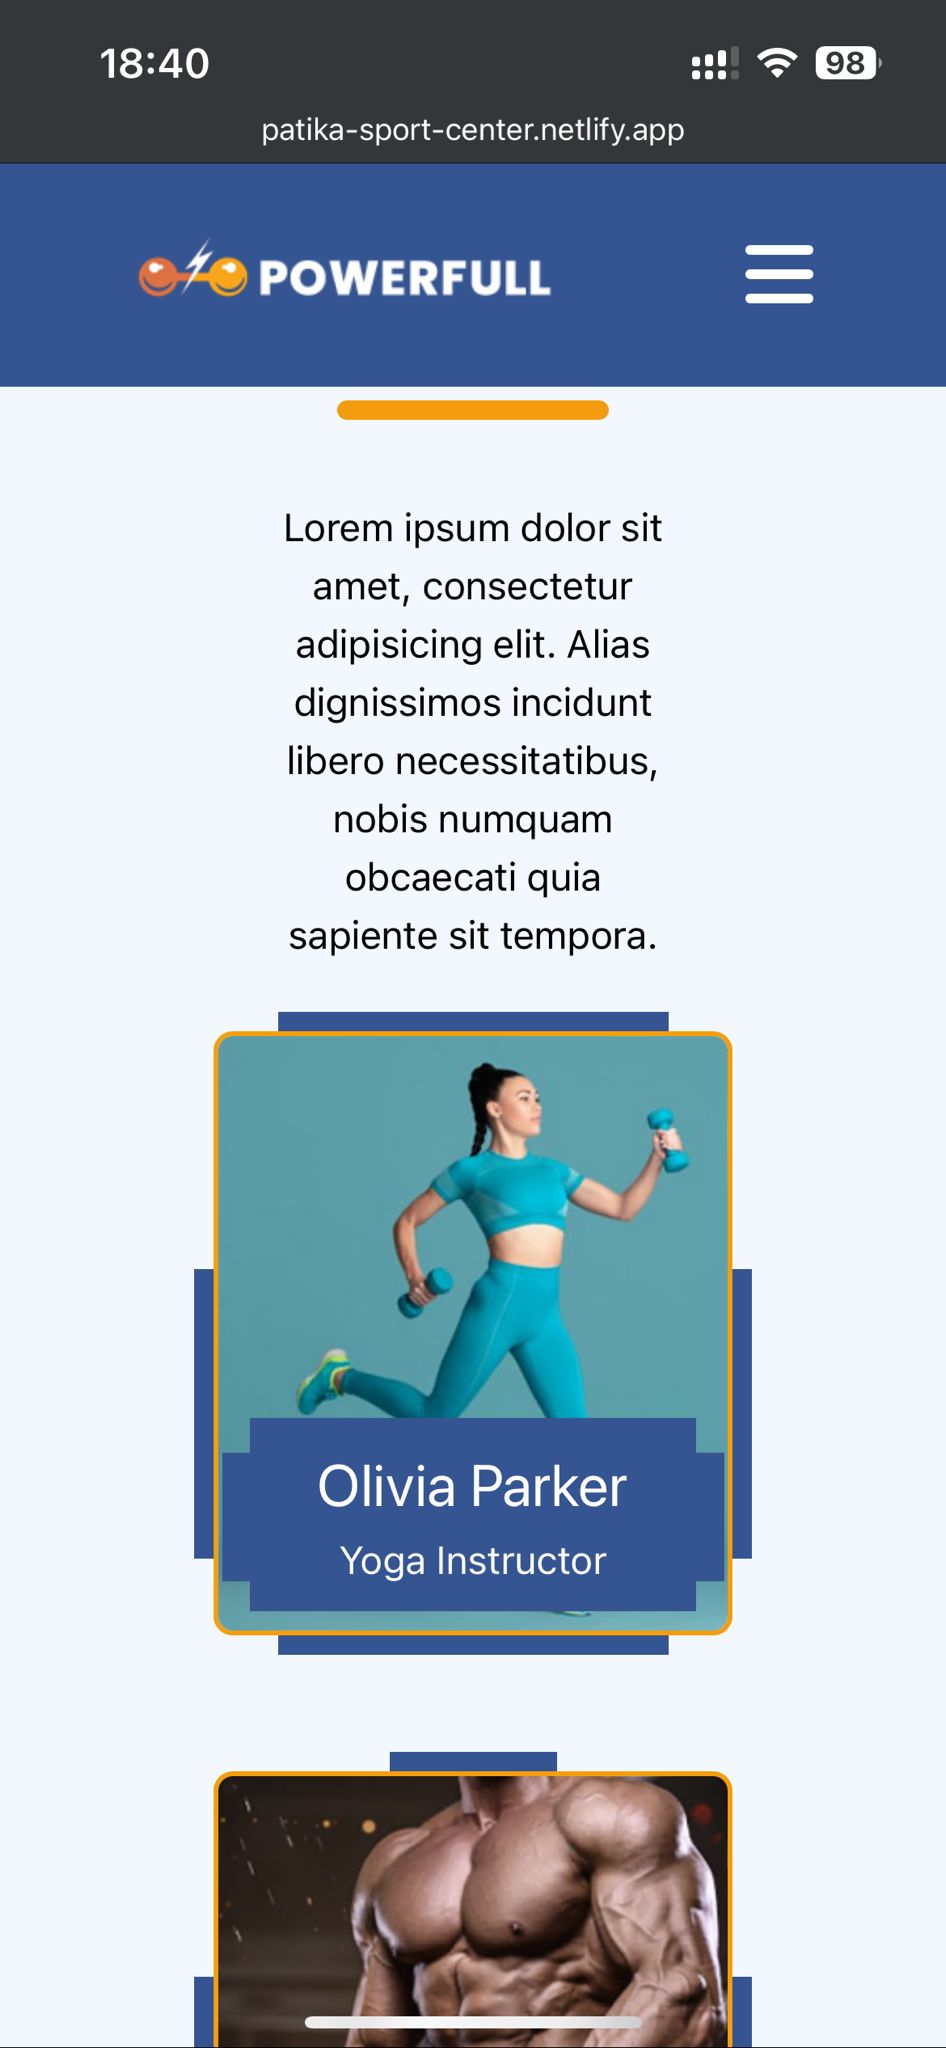 18:40
98
patika-sport-center.netlify.app
POWERFULL
Lorem ipsum dolor sit
amet, consectetur
adipisicing elit. Alias
dignissimos incidunt
libero necessitatibus,
nobis numquam
obcaecati quia
sapiente sit tempora.
Olivia Parker
Yoga Instructor